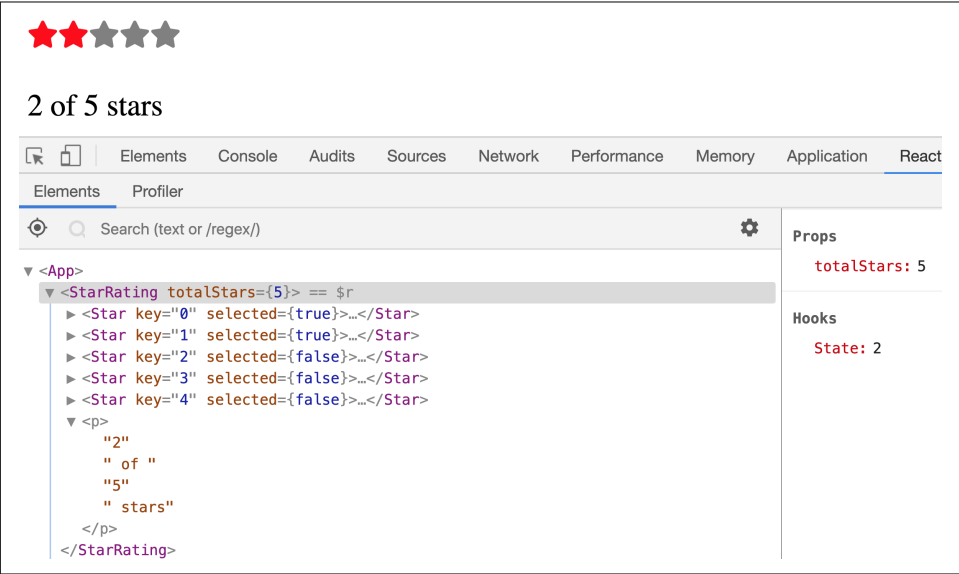 2 of 5 stars
Elements Console Audits Sources Network Performance Memory Application React
Elements Profiler
Search (text or /regex/)
▼ <App>
▼ <StarRating totalStars={5}> == $r
▶ <Star key="0" selected={true}>…</Star>
▶ <Star key="1" selected={true}>…</Star>
▶ <Star key="2" selected={false}>…</Star>
▶ <Star key="3" selected={false}>…</Star>
▶ <Star key="4" selected={false}>…</Star>
▼ <p>
"2"
" of "
"5"
" stars"
</p>
</StarRating>
Props
totalStars: 5
Hooks
State: 2